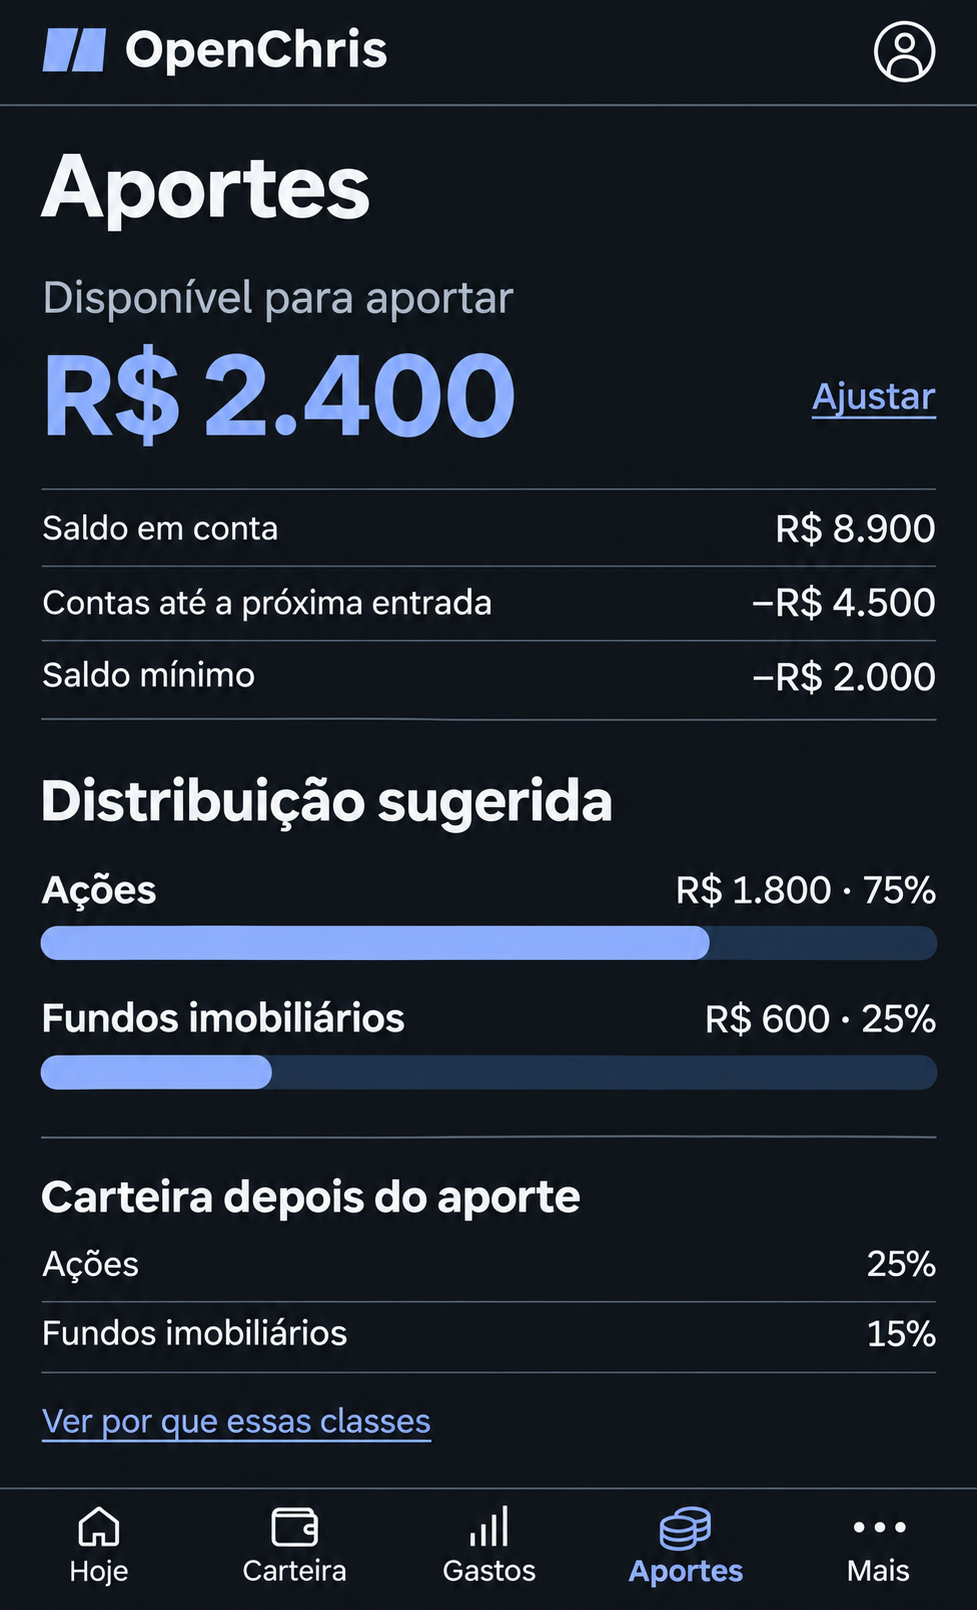 OpenChris
Aportes
Disponível para aportar
R$ 2.400
Ajustar
Saldo em conta R$ 8.900
Contas até a próxima entrada −R$ 4.500
Saldo mínimo −R$ 2.000
Distribuição sugerida
Ações R$ 1.800 · 75%
Fundos imobiliários R$ 600 · 25%
Carteira depois do aporte
Ações 25%
Fundos imobiliários 15%
Ver por que essas classes
Hoje Carteira Gastos Aportes Mais